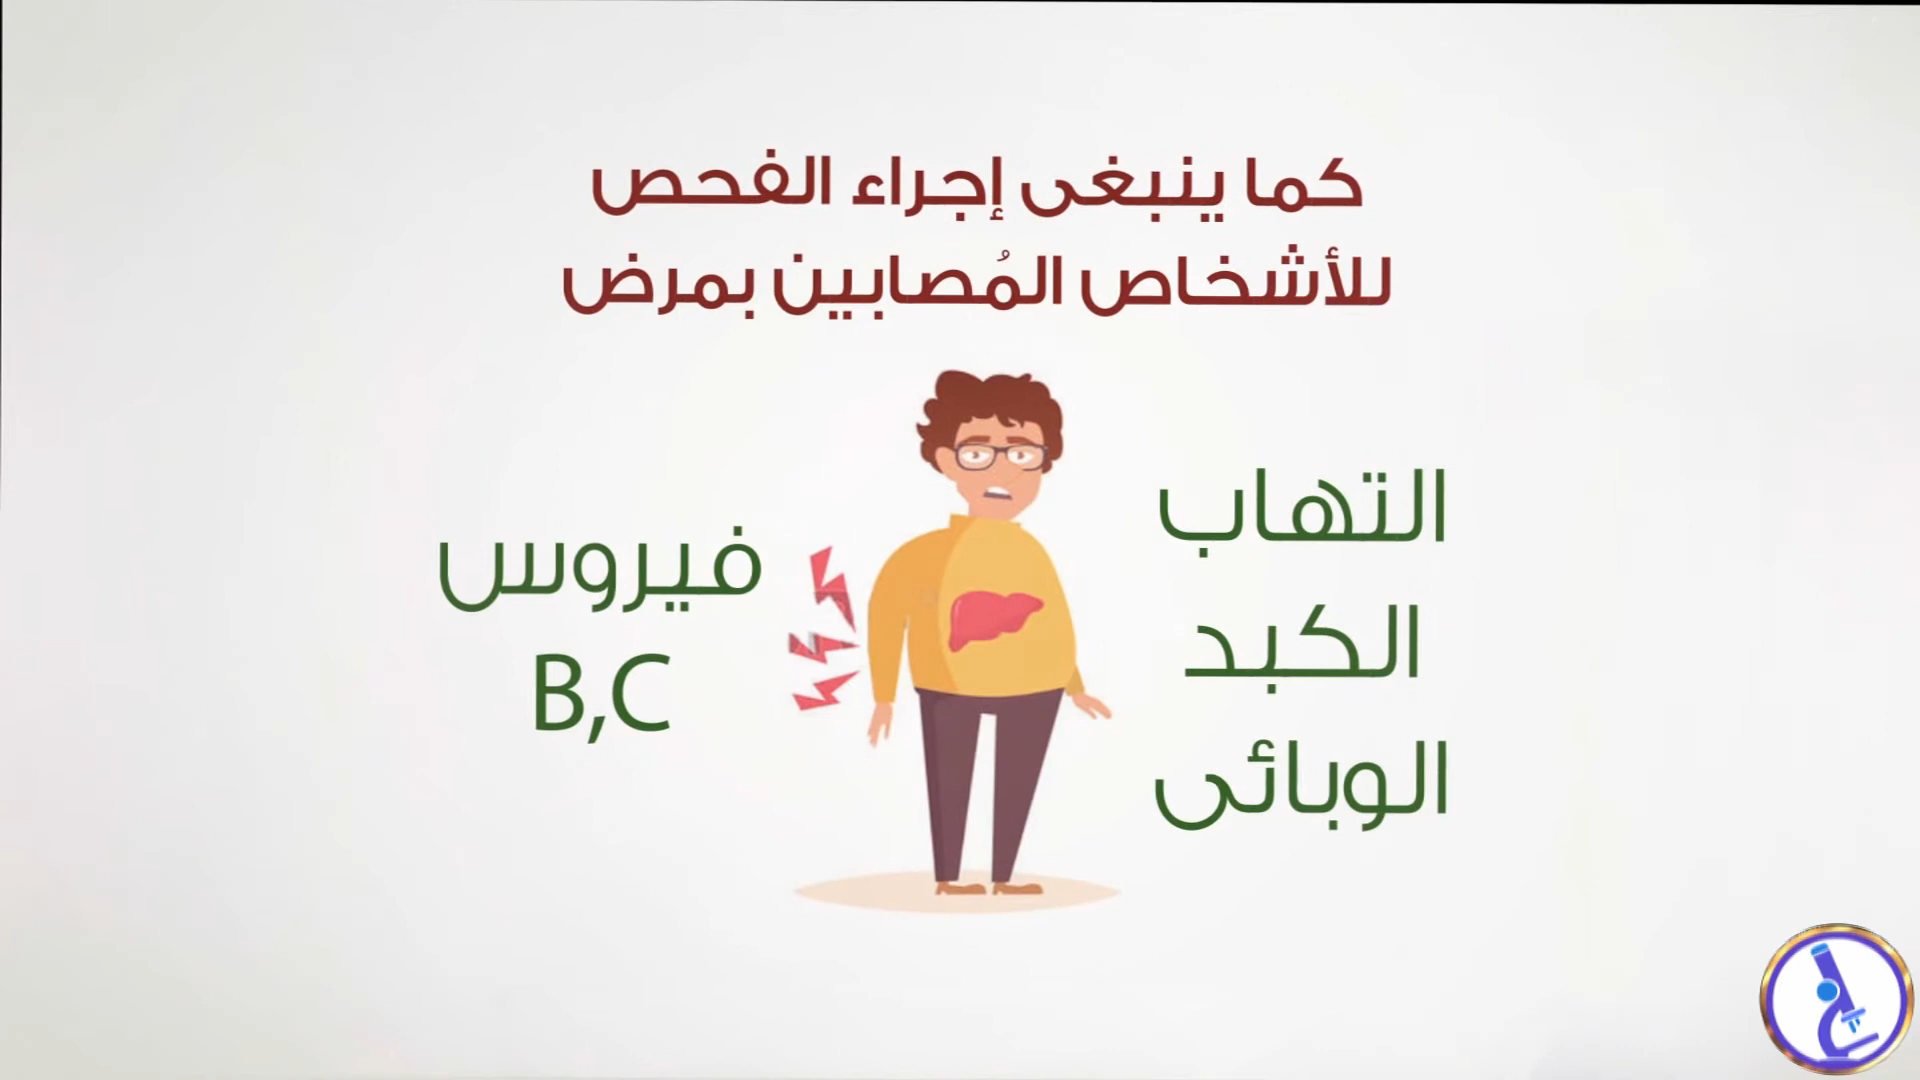 كما ينبغى إجراء الفحص
للأشخاص المُصابين بمرض
التهاب
الكبد
الوبائى
فيروس
B,C